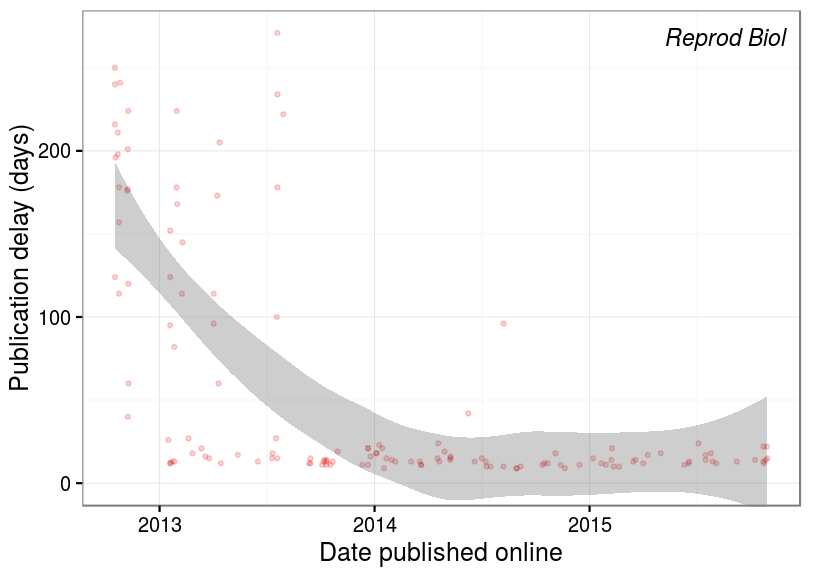 Reprod Biol
Publication delay (days)
200
100
0
2013 2014 2015
Date published online